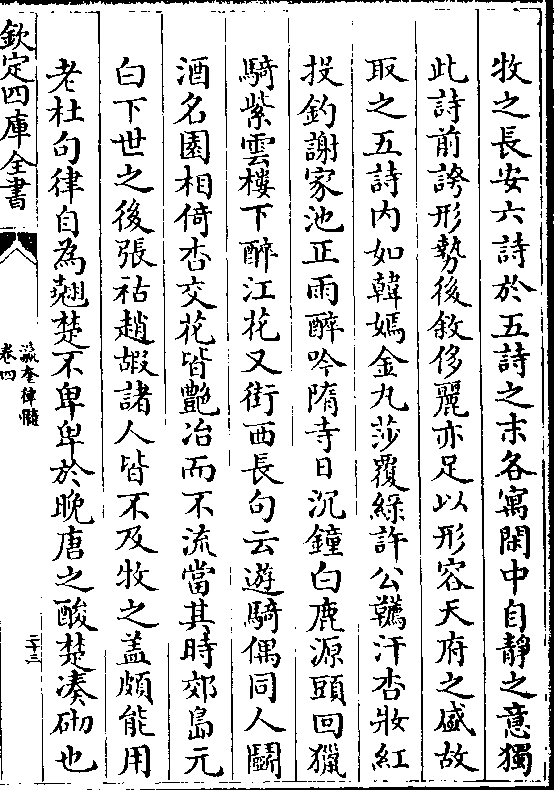 牧之長安六詩於五詩之末各寓閑中自靜之意獨
此詩前誇形勢後敘侈麗亦足以形容天府之盛故
取之五詩内如韓嫣金丸莎覆綠許公韉汗杏妝紅
投釣謝家池正雨醉吟隋寺日沉鐘白鹿源頭回獵
騎紫雲樓下醉江花又街西長句云遊騎偶同人鬭
酒名園相倚杏交花皆艷冶而不流當其時郊島元
白下世之後張祜趙嘏諸人皆不及牧之盖頗能用
老杜句律自為翹楚不卑卑於晚唐之酸楚凑砌也
欽定四庫全書
瀛奎律髓
卷四
二十三